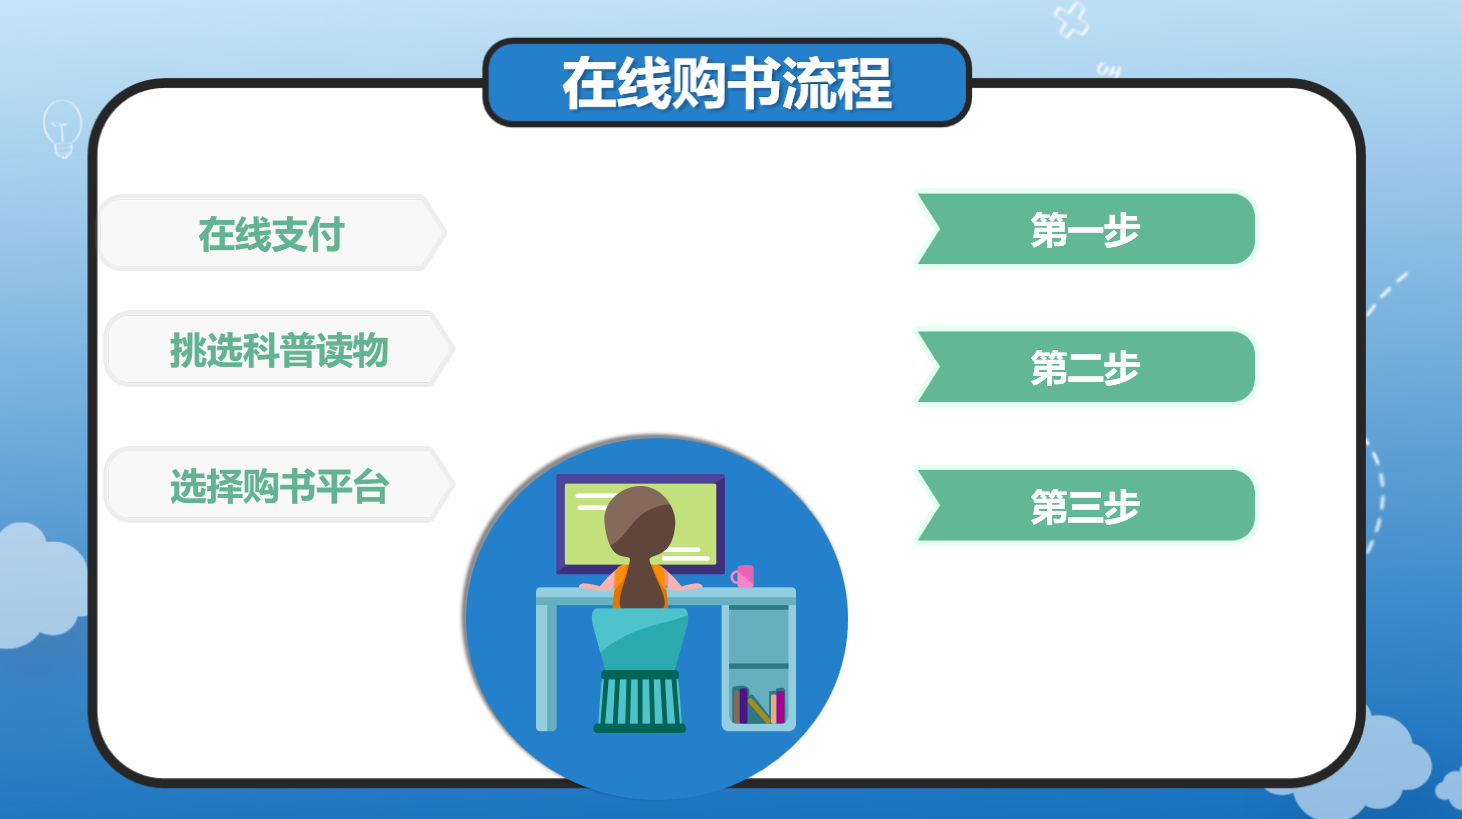 在线购书流程
在线支付
挑选科普读物
选择购书平台
第一步
第二步
第三步